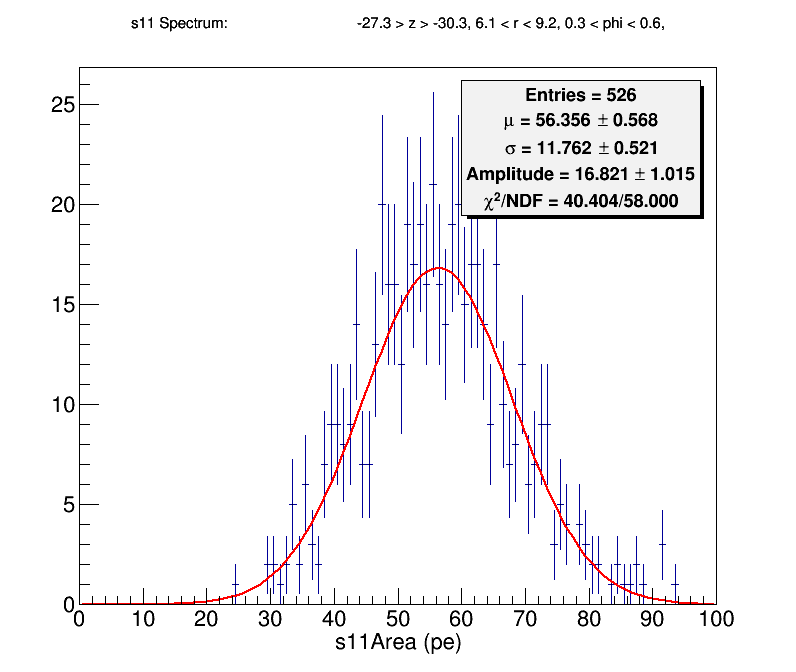 s11 Spectrum: -27.3 > z > -30.3, 6.1 < r < 9.2, 0.3 < phi < 0.6,
Entries = 526
μ = 56.356 ± 0.568
σ = 11.762 ± 0.521
Amplitude = 16.821 ± 1.015
χ²/NDF = 40.404/58.000
25
20
15
10
5
0
0 10 20 30 40 50 60 70 80 90 100
s11Area (pe)